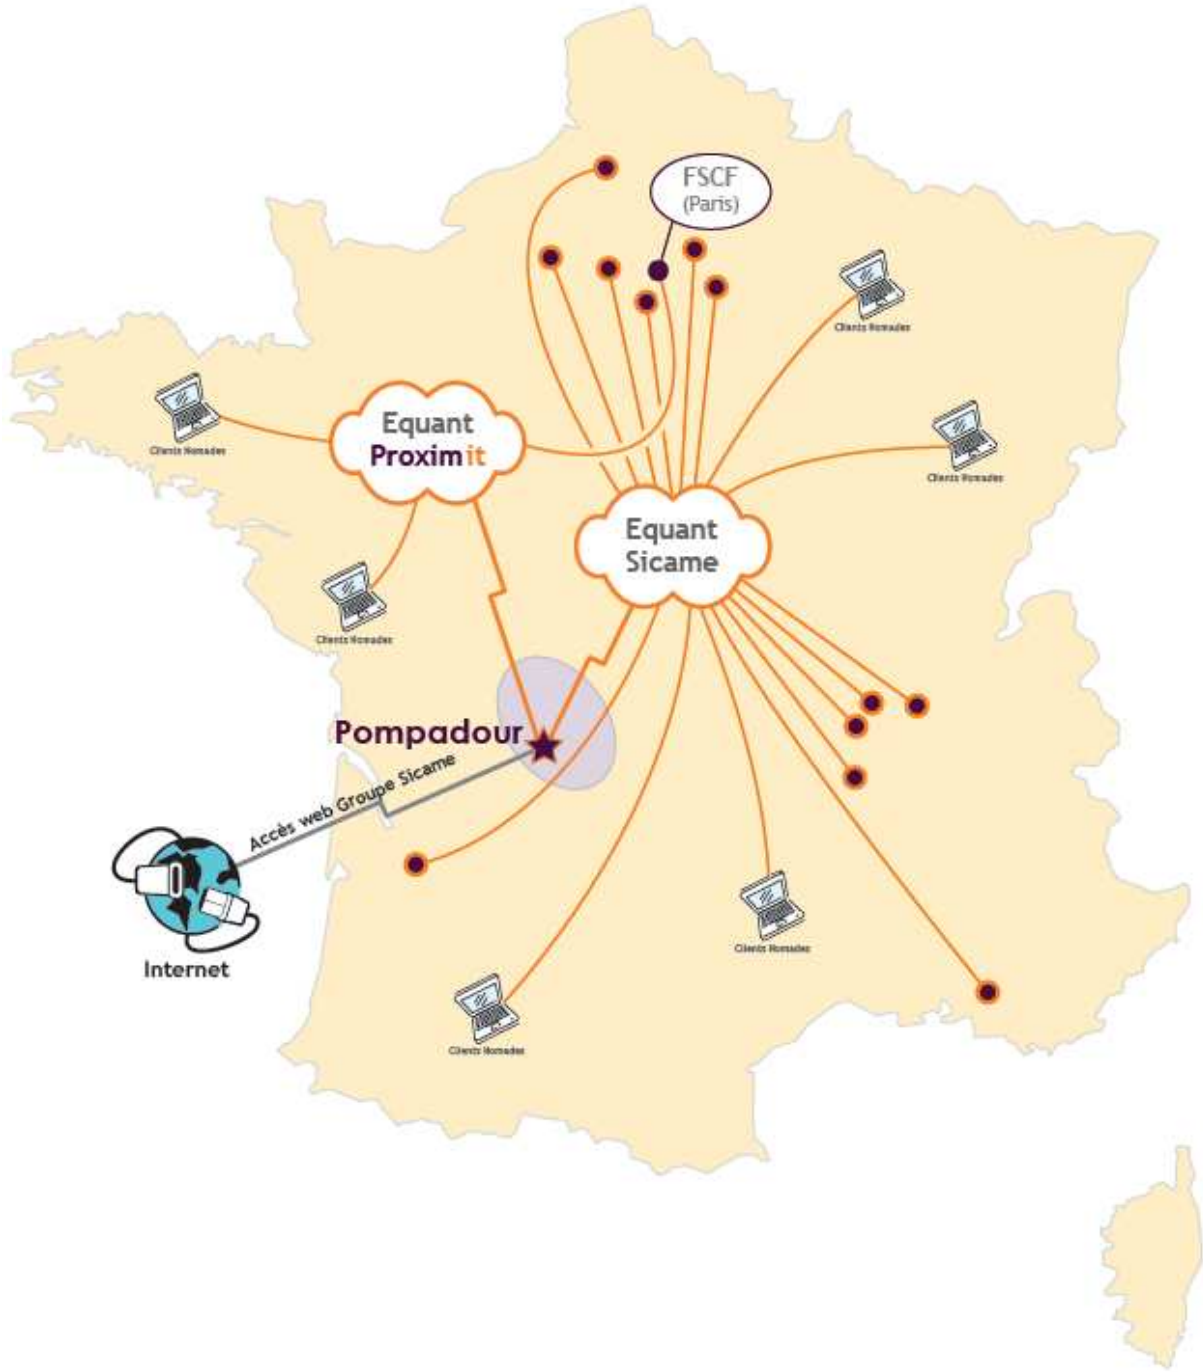 FSCF
(Paris)
Clients Nomades
Equant
Proximit
Clients Nomades
Clients Nomades
Equant
Sicame
Clients Nomades
Pompadour
Accès web Groupe Sicame
Internet
Clients Nomades
Clients Nomades